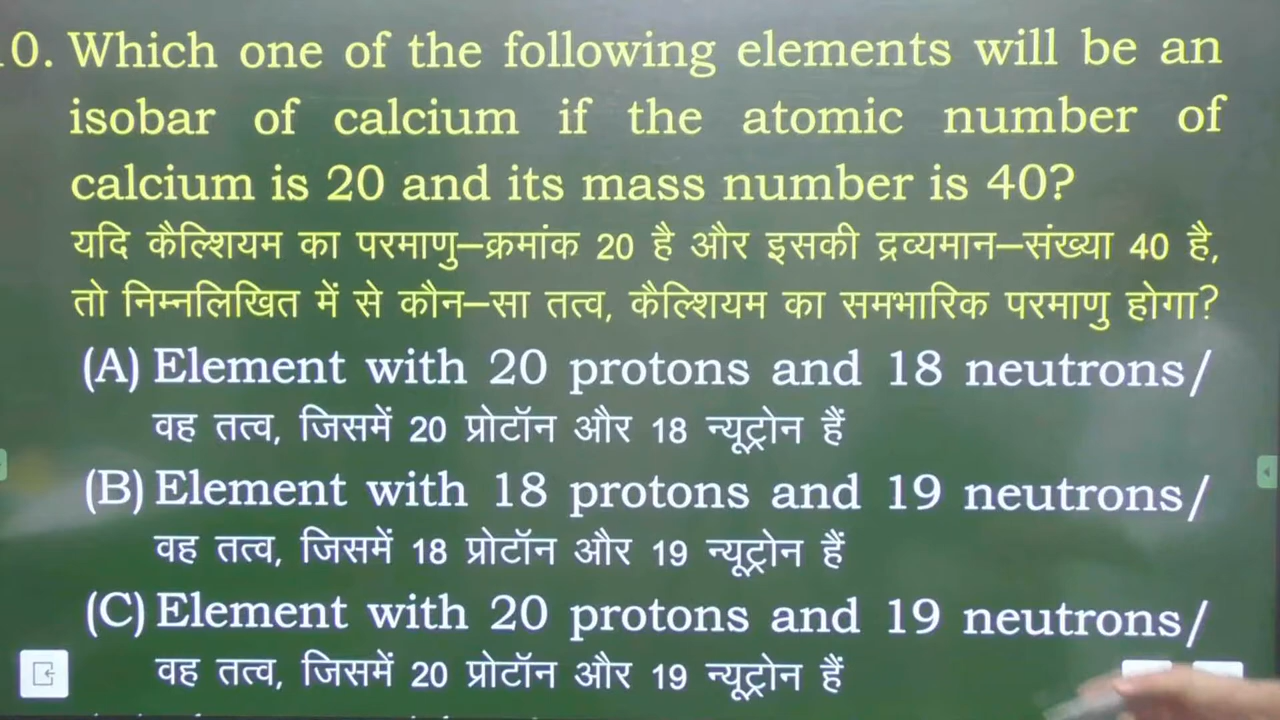 0. Which one of the following elements will be an
isobar of calcium if the atomic number of
calcium is 20 and its mass number is 40?
यदि कैल्शियम का परमाणु–क्रमांक 20 है और इसकी द्रव्यमान–संख्या 40 है,
तो निम्नलिखित में से कौन–सा तत्व, कैल्शियम का समभारिक परमाणु होगा?
(A) Element with 20 protons and 18 neutrons/
वह तत्व, जिसमें 20 प्रोटॉन और 18 न्यूट्रोन हैं
(B) Element with 18 protons and 19 neutrons/
वह तत्व, जिसमें 18 प्रोटॉन और 19 न्यूट्रोन हैं
(C) Element with 20 protons and 19 neutrons/
वह तत्व, जिसमें 20 प्रोटॉन और 19 न्यूट्रोन हैं